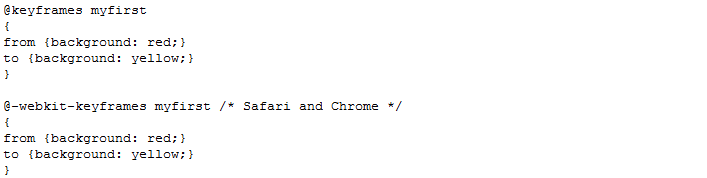 @keyframes myfirst
{
from {background: red;}
to {background: yellow;}
}

@-webkit-keyframes myfirst /* Safari and Chrome */
{
from {background: red;}
to {background: yellow;}
}